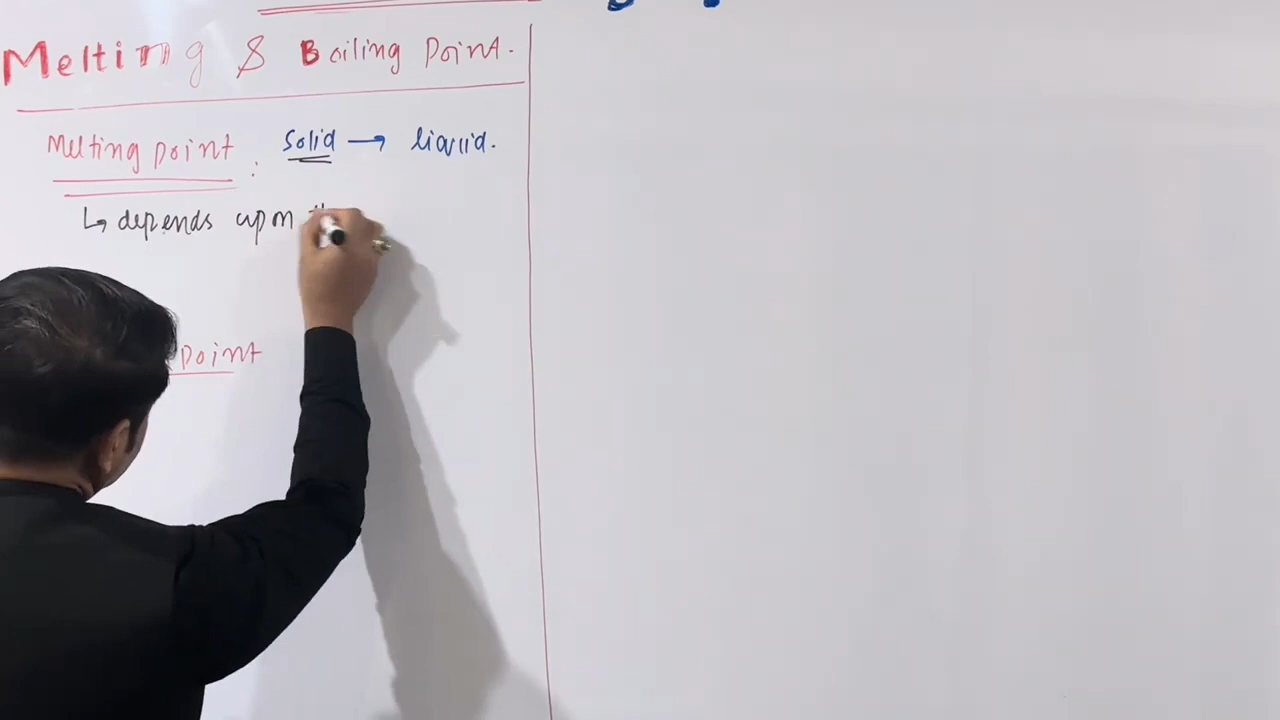 Melting & Boiling Point.
Melting point : Solid → liquid.
↳ depends upon
Point